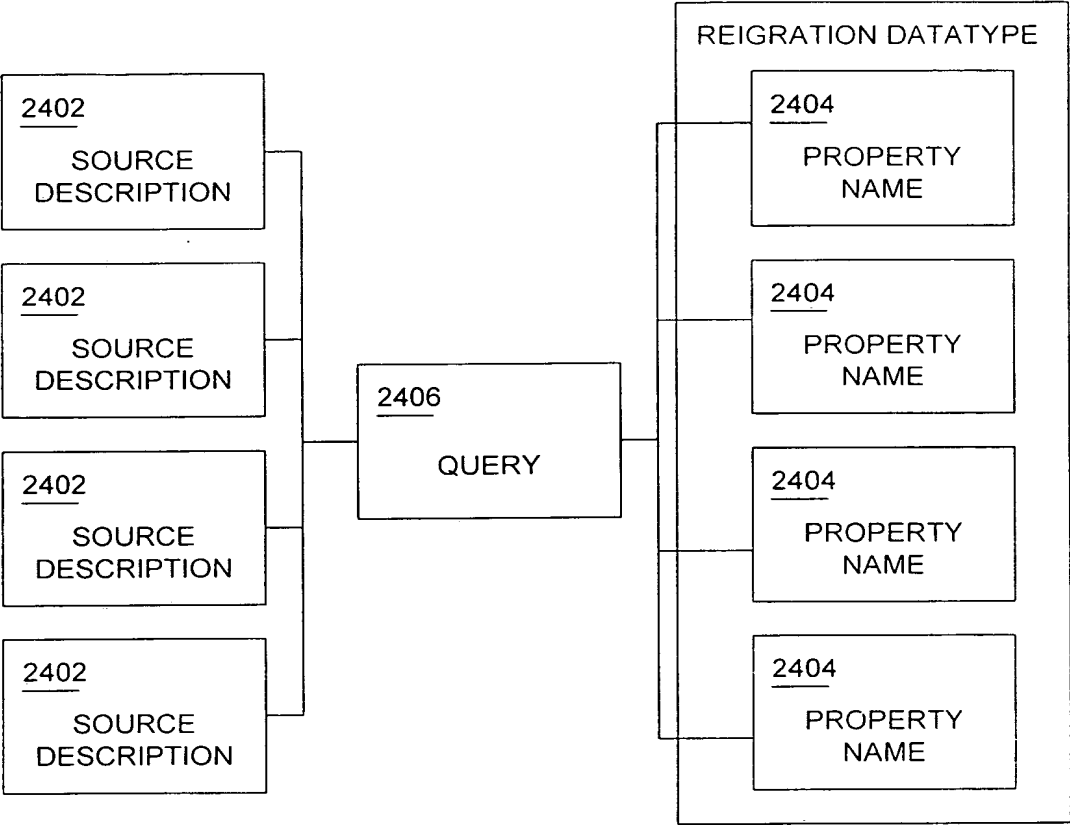 REIGRATION DATATYPE
2402
SOURCE
DESCRIPTION
2402
SOURCE
DESCRIPTION
2402
SOURCE
DESCRIPTION
2402
SOURCE
DESCRIPTION
2406
QUERY
2404
PROPERTY
NAME
2404
PROPERTY
NAME
2404
PROPERTY
NAME
2404
PROPERTY
NAME